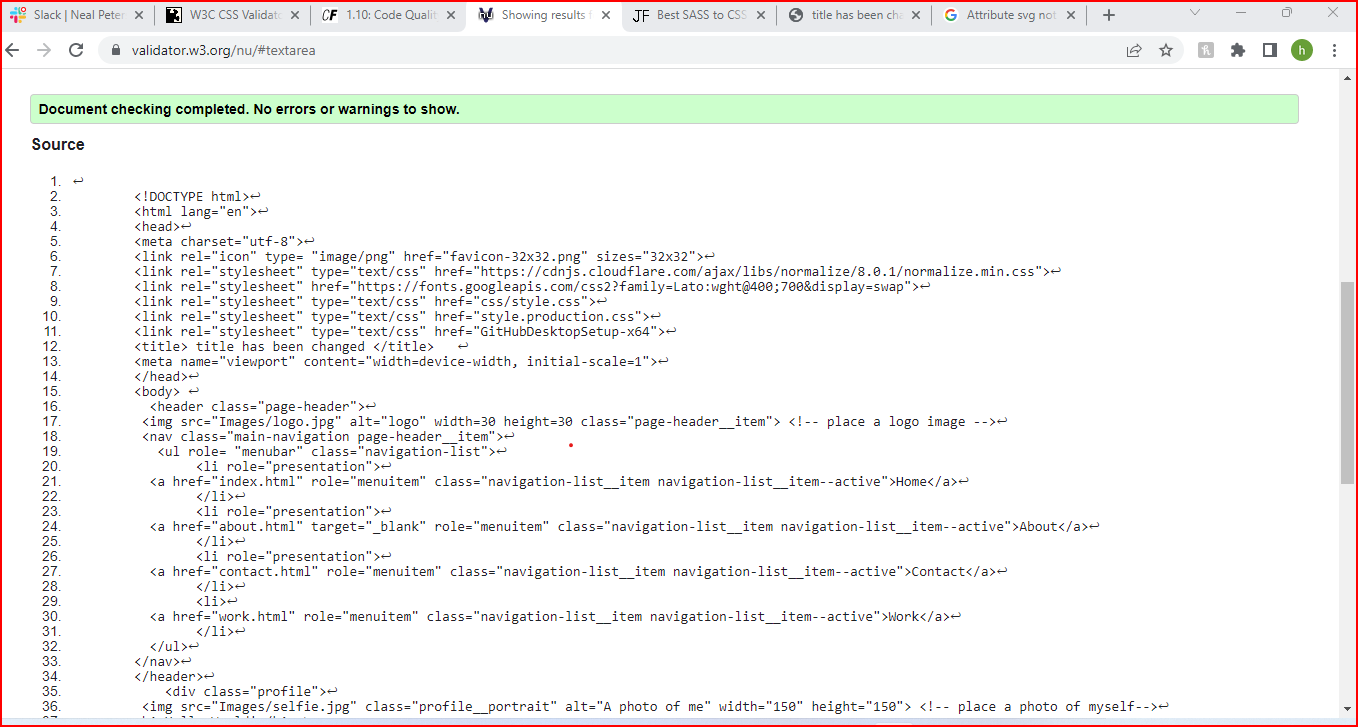 Slack | Neal Peter
W3C CSS Valida
CF 1.10: Code Quali
Showing results f
JF Best SASS to CSS
title has been cha
G Attribute svg not
validator.w3.org/nu/#textarea
h
Document checking completed. No errors or warnings to show.
Source
1. ↩
2. <!DOCTYPE html>↩
3. <html lang="en">↩
4. <head>↩
5. <meta charset="utf-8">↩
6. <link rel="icon" type= "image/png" href="favicon-32x32.png" sizes="32x32">↩
7. <link rel="stylesheet" type="text/css" href="https://cdnjs.cloudflare.com/ajax/libs/normalize/8.0.1/normalize.min.css">↩
8. <link rel="stylesheet" href="https://fonts.googleapis.com/css2?family=Lato:wght@400;700&display=swap">↩
9. <link rel="stylesheet" type="text/css" href="css/style.css">↩
10. <link rel="stylesheet" type="text/css" href="style.production.css">↩
11. <link rel="stylesheet" type="text/css" href="GitHubDesktopSetup-x64">↩
12. <title> title has been changed </title> ↩
13. <meta name="viewport" content="width=device-width, initial-scale=1">↩
14. </head>↩
15. <body> ↩
16. <header class="page-header">↩
17. <img src="Images/logo.jpg" alt="logo" width=30 height=30 class="page-header__item"> <!-- place a logo image -->↩
18. <nav class="main-navigation page-header__item">↩
19. <ul role= "menubar" class="navigation-list">↩
20. <li role="presentation">↩
21. <a href="index.html" role="menuitem" class="navigation-list__item navigation-list__item--active">Home</a>↩
22. </li>↩
23. <li role="presentation">↩
24. <a href="about.html" target="_blank" role="menuitem" class="navigation-list__item navigation-list__item--active">About</a>↩
25. </li>↩
26. <li role="presentation">↩
27. <a href="contact.html" role="menuitem" class="navigation-list__item navigation-list__item--active">Contact</a>↩
28. </li>↩
29. <li>↩
30. <a href="work.html" role="menuitem" class="navigation-list__item navigation-list__item--active">Work</a>↩
31. </li>↩
32. </ul>↩
33. </nav>↩
34. </header>↩
35. <div class="profile">↩
36. <img src="Images/selfie.jpg" class="profile__portrait" alt="A photo of me" width="150" height="150"> <!-- place a photo of myself-->↩